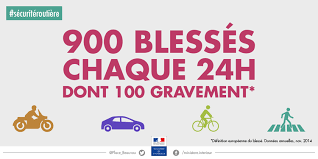 #sécuritéroutière
900 BLESSÉS
CHAQUE 24H
DONT 100 GRAVEMENT*